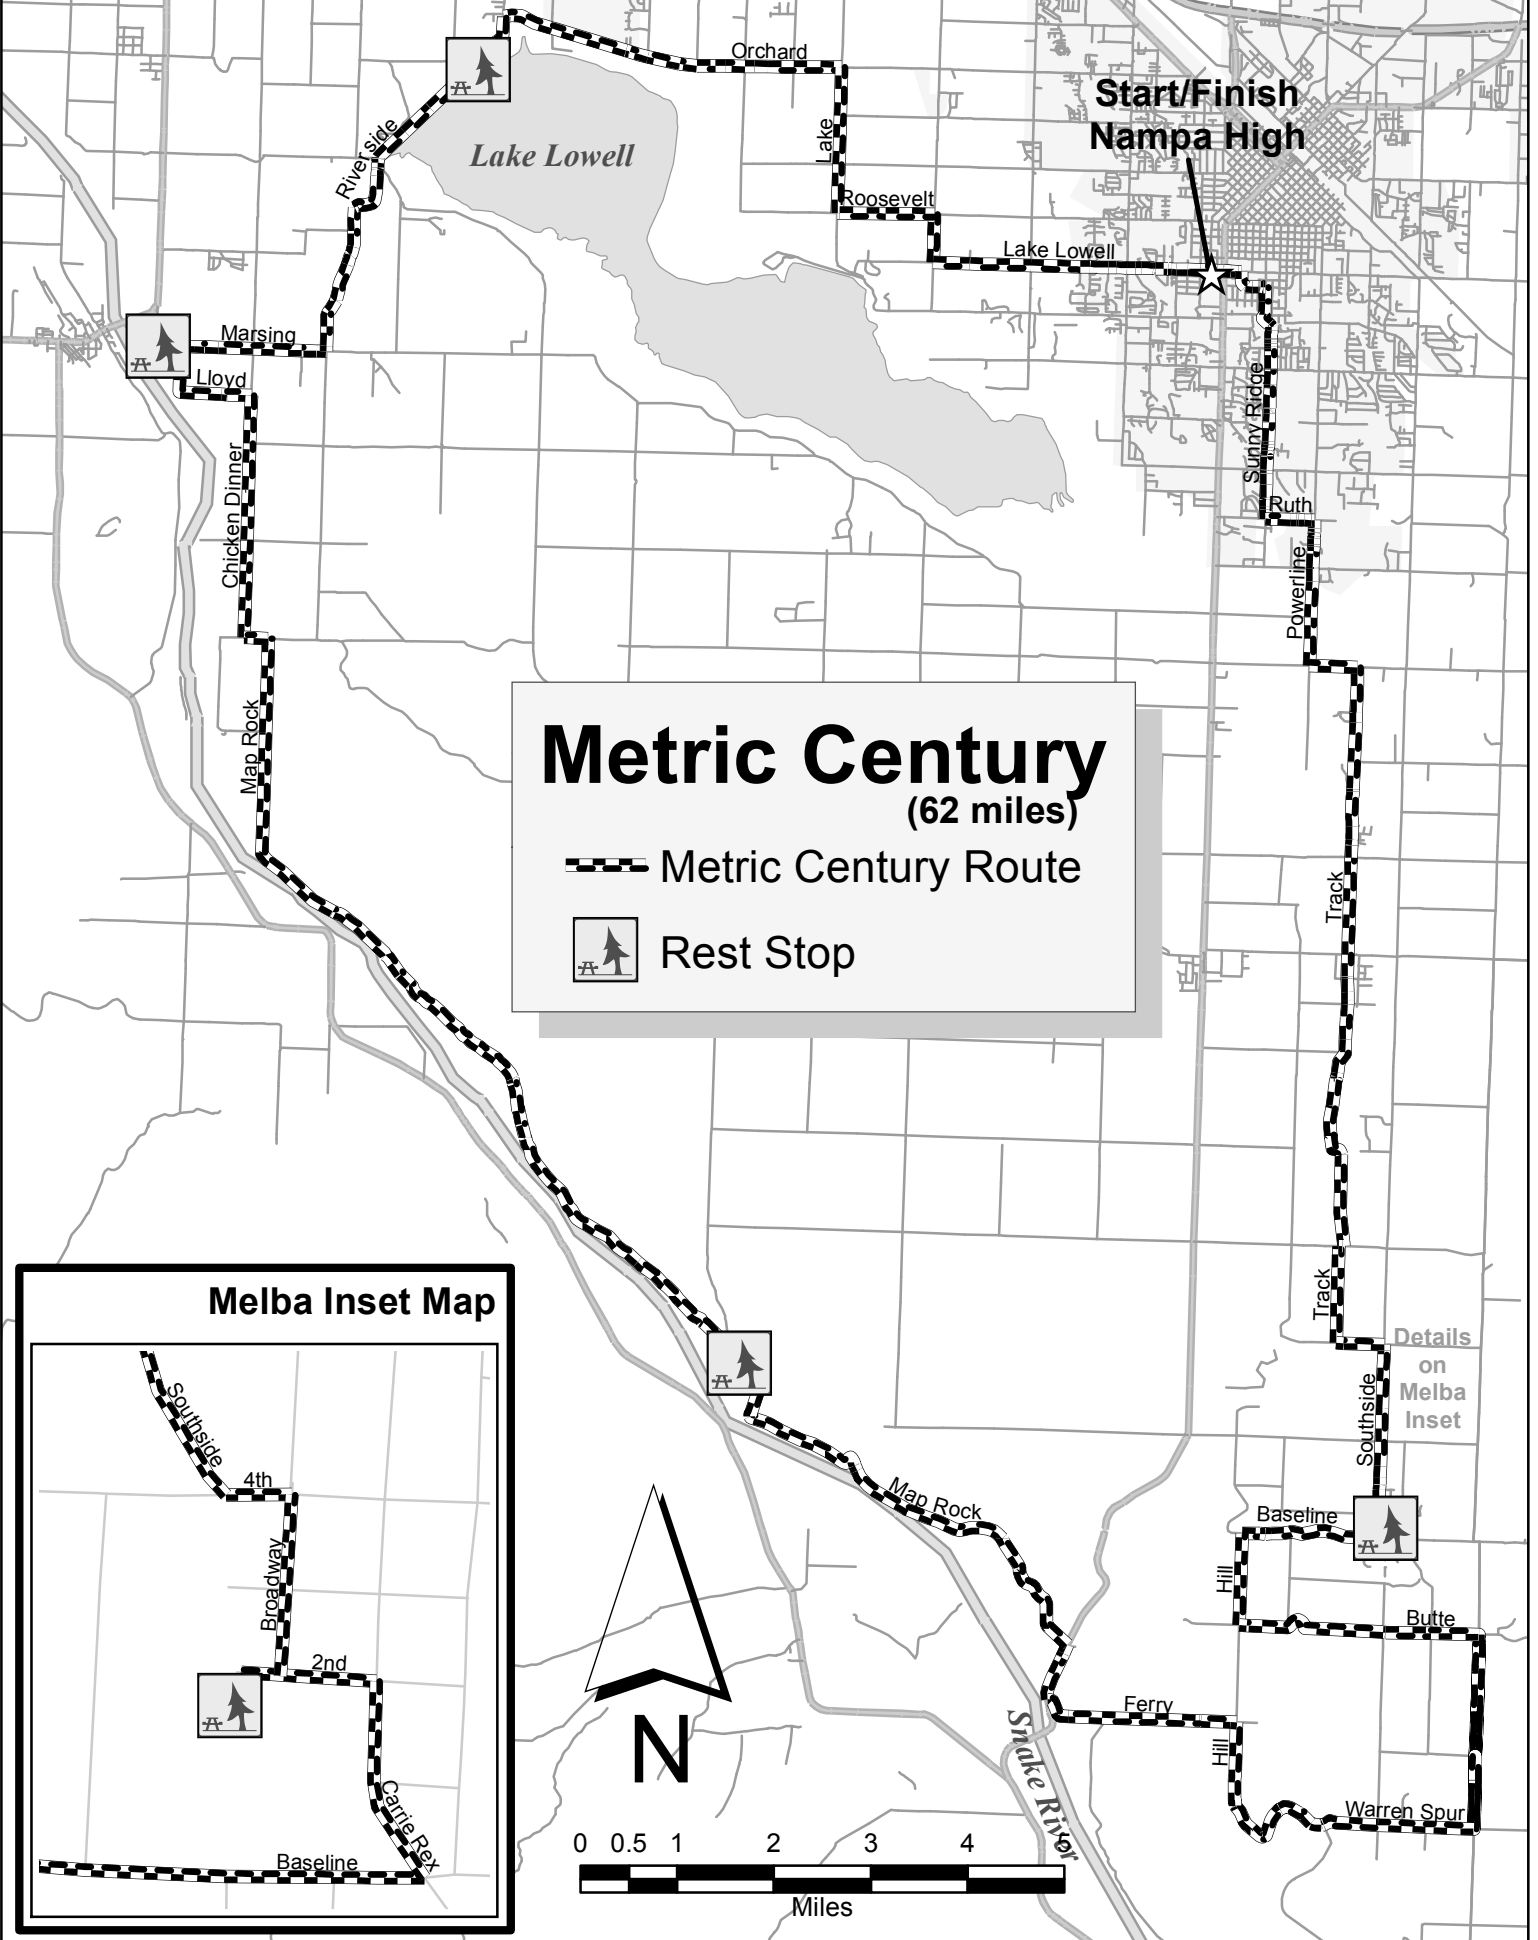 Orchard
Start/Finish
Nampa High
Lake
Riverside
Lake Lowell
Roosevelt
Lake Lowell
Marsing
Lloyd
Sunny Ridge
Chicken Dinner
Ruth
Powerline
Map Rock
Metric Century
(62 miles)
Metric Century Route
Rest Stop
Track
Track
Details
on
Melba
Inset
Southside
Map Rock
Baseline
Hill
Butte
Ferry
Hill
Warren Spur
Snake River
N
0 0.5 1 2 3 4 5
Miles
Melba Inset Map
Southside
4th
Broadway
2nd
Carrie Rex
Baseline